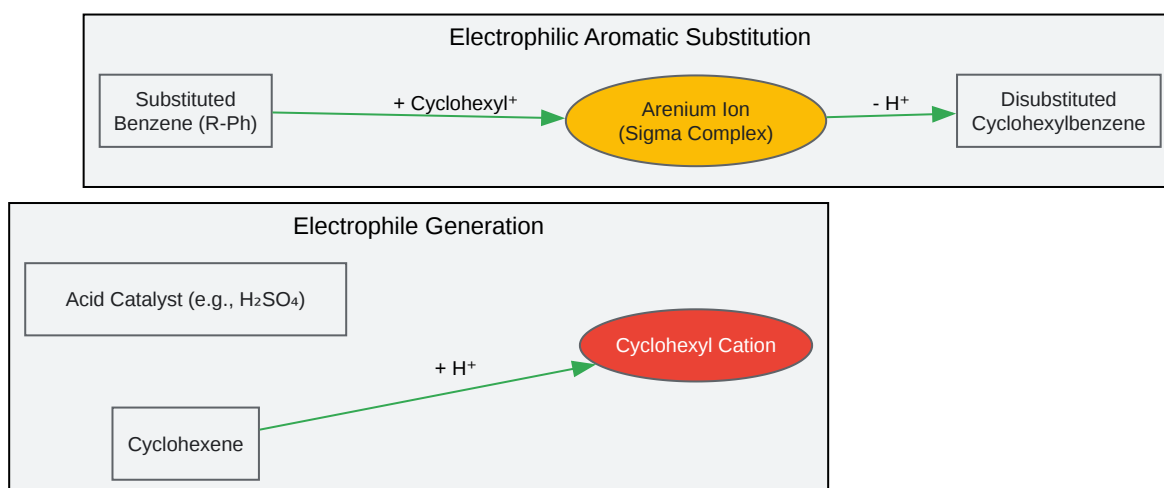 Electrophilic Aromatic Substitution
Substituted
Benzene (R-Ph)
+ Cyclohexyl⁺
Arenium Ion
(Sigma Complex)
- H⁺
Disubstituted
Cyclohexylbenzene
Electrophile Generation
Acid Catalyst (e.g., H₂SO₄)
Cyclohexyl Cation
+ H⁺
Cyclohexene